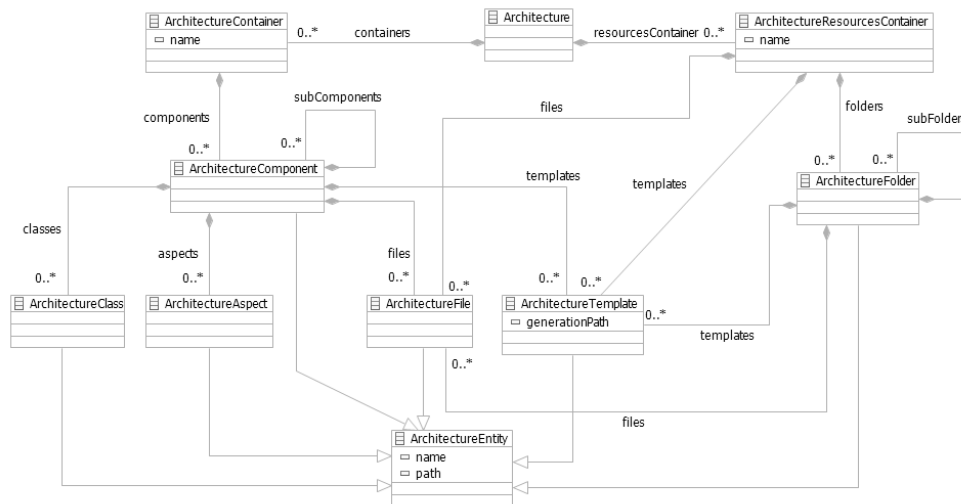 ArchitectureContainer
name
0..*
containers
Architecture
resourcesContainer
0..*
ArchitectureResourcesContainer
name
subComponents
components
0..*
0..*
files
folders
subFolder
templates
templates
0..*
0..*
ArchitectureComponent
ArchitectureFolder
classes
aspects
files
0..*
0..*
0..*
0..*
0..*
0..*
ArchitectureClass
ArchitectureAspect
ArchitectureFile
ArchitectureTemplate
generationPath
0..*
templates
0..*
files
ArchitectureEntity
name
path